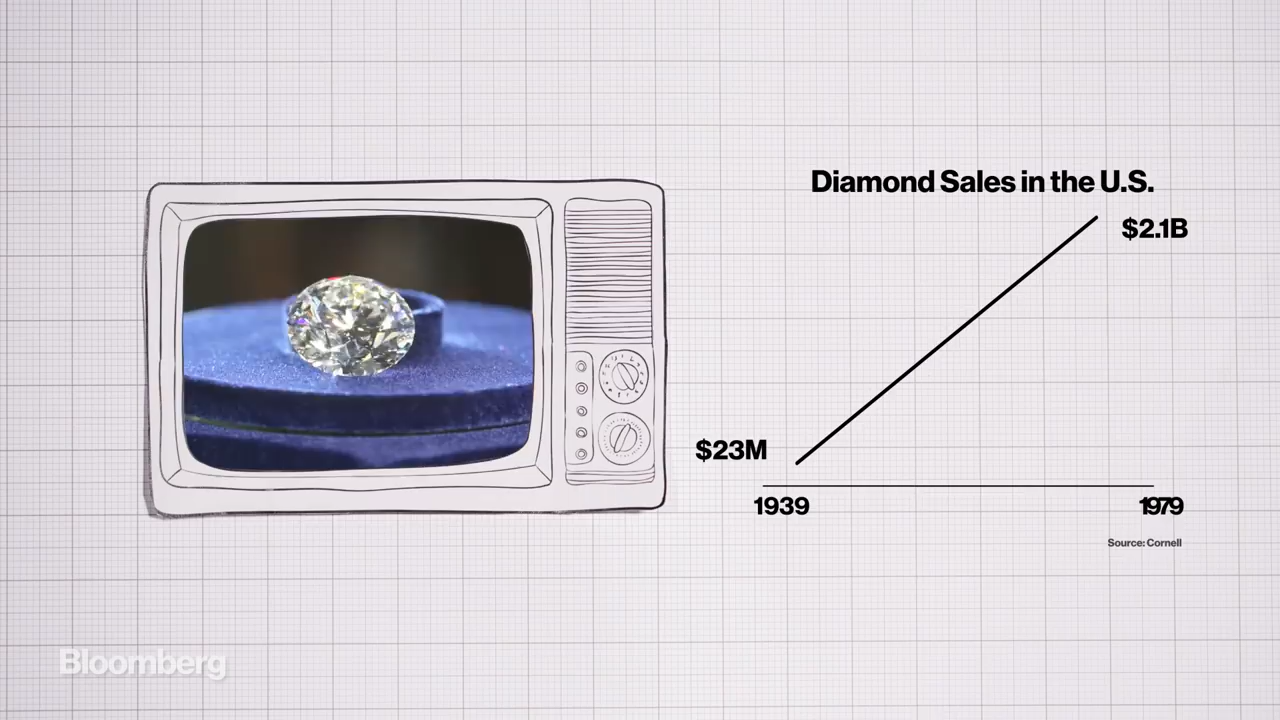 Diamond Sales in the U.S.
$2.1B
$23M
1939
1979
Source: Cornell
Bloomberg